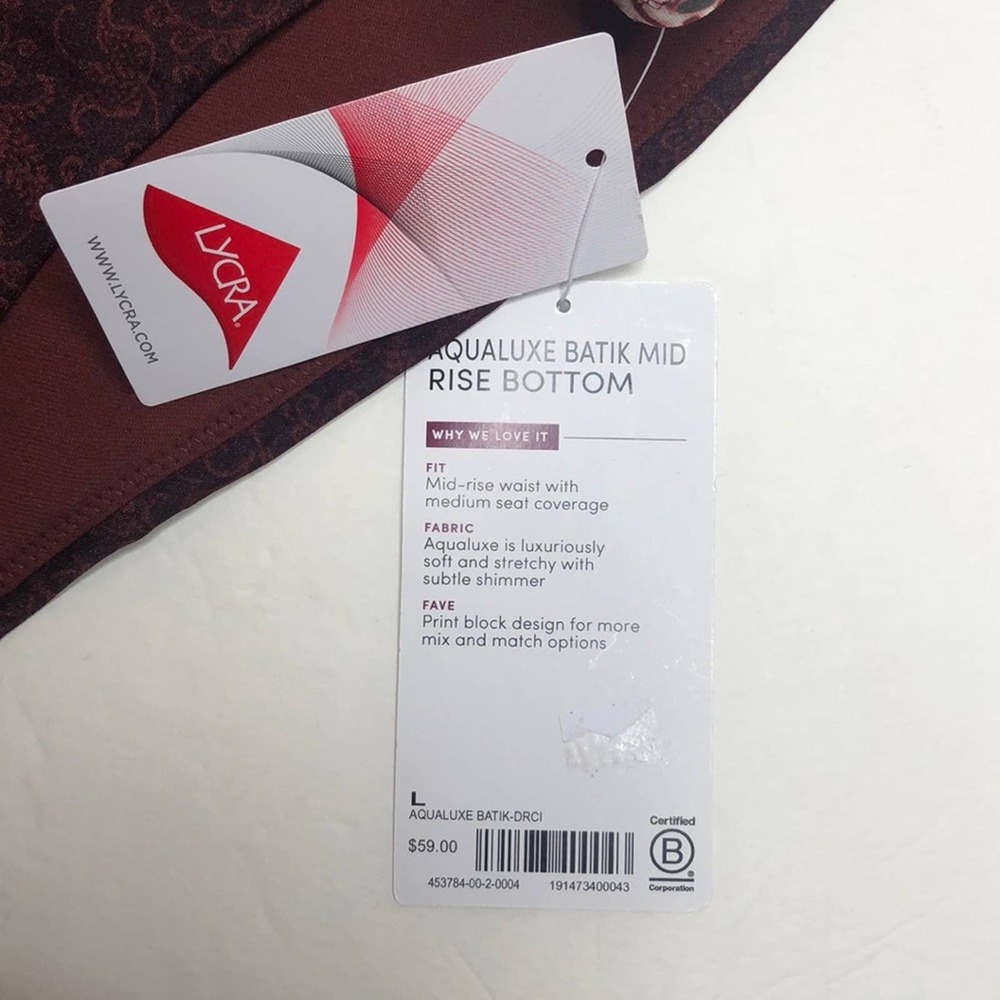 LYCRA®
WWW.LYCRA.COM
AQUALUXE BATIK MID
RISE BOTTOM
WHY WE LOVE IT
FIT
Mid-rise waist with
medium seat coverage
FABRIC
Aqualuxe is luxuriously
soft and stretchy with
subtle shimmer
FAVE
Print block design for more
mix and match options
L
AQUALUXE BATIK-DRCI
$59.00
453784-00-2-0004 191473400043
Certified
B
®
Corporation